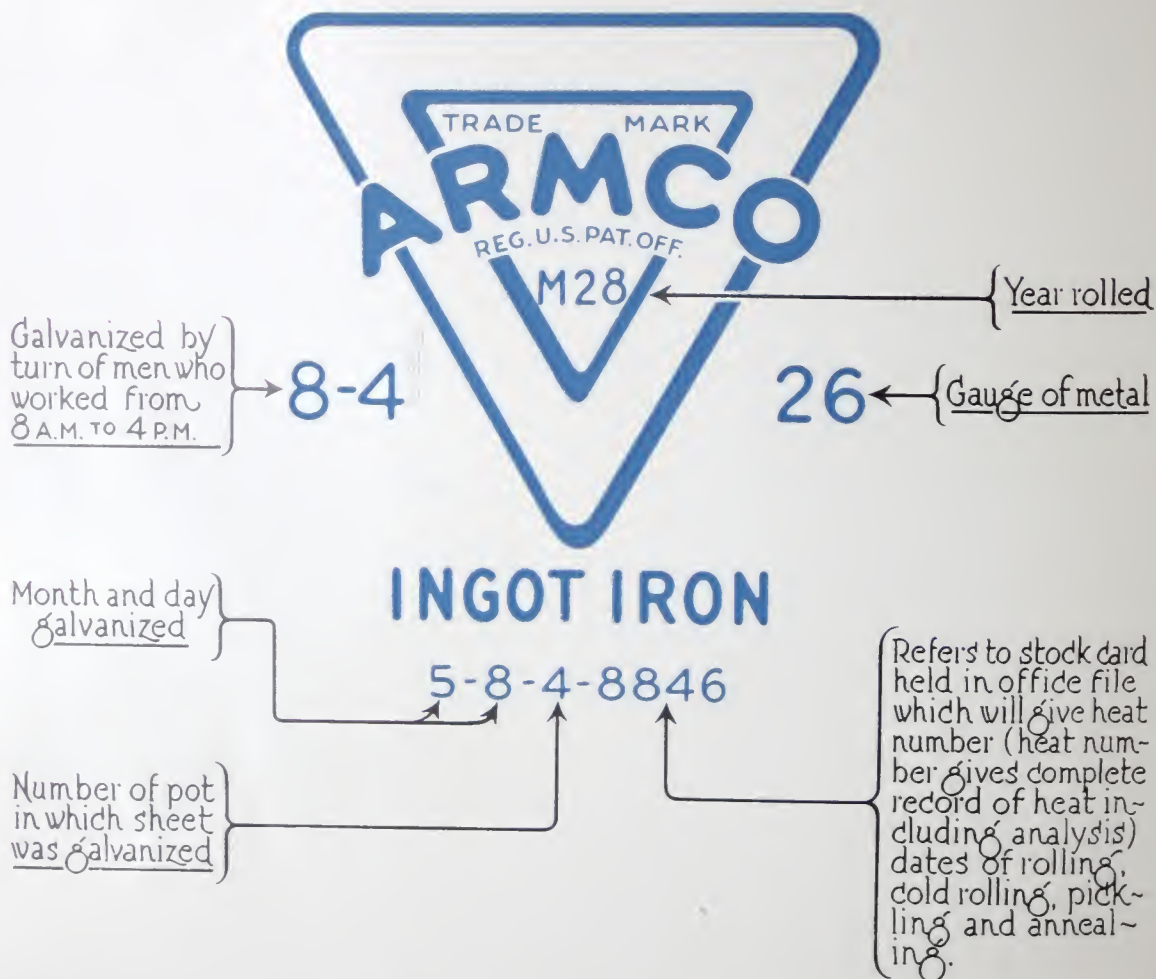 TRADE MARK
ARMCO
REG. U.S. PAT. OFF.
M28
Year rolled
Galvanized by
turn of men who
worked from
8 A.M. TO 4 P.M.
8-4
26
Gauge of metal
INGOT IRON
Month and day
galvanized
5-8-4-8846
Number of pot
in which sheet
was galvanized
Refers to stock card
held in office file
which will give heat
number (heat num-
ber gives complete
record of heat in-
cluding analysis)
dates of rolling,
cold rolling, pick-
ling and anneal-
ing.